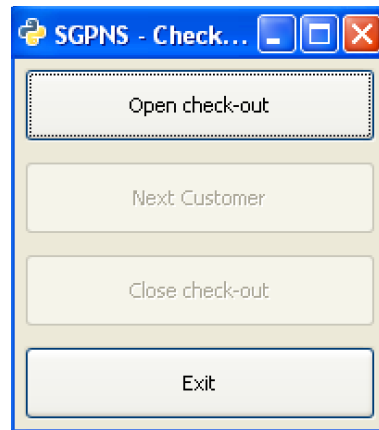 SGPNS - Check...
Open check-out
Next Customer
Close check-out
Exit